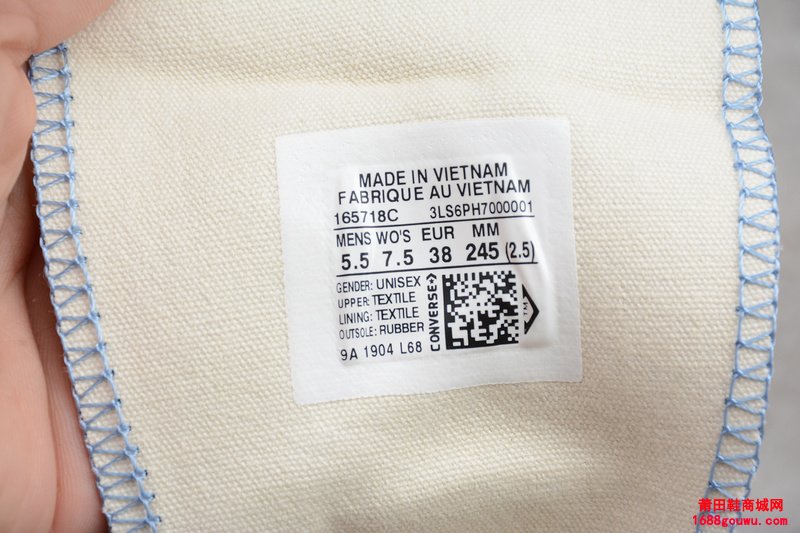 MADE IN VIETNAM
FABRIQUE AU VIETNAM
165718C 3LS6PH7000001
MENS WO'S EUR MM
5.5 7.5 38 245 (2.5)
GENDER: UNISEX
UPPER: TEXTILE
LINING: TEXTILE
OUTSOLE: RUBBER
9A 1904 L68
CONVERSE
TM
莆田鞋商城网
1688gouwu.com